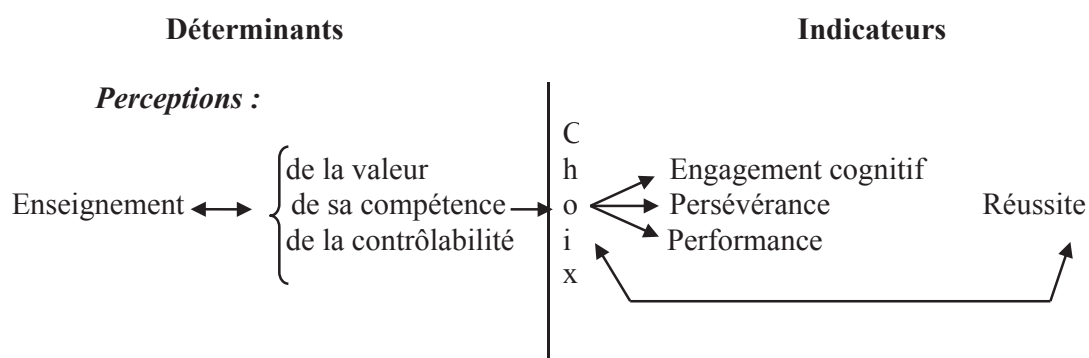 Déterminants
Indicateurs
Perceptions :
Enseignement
de la valeur
de sa compétence
de la contrôlabilité
C
h
o
i
x
Engagement cognitif
Persévérance
Performance
Réussite